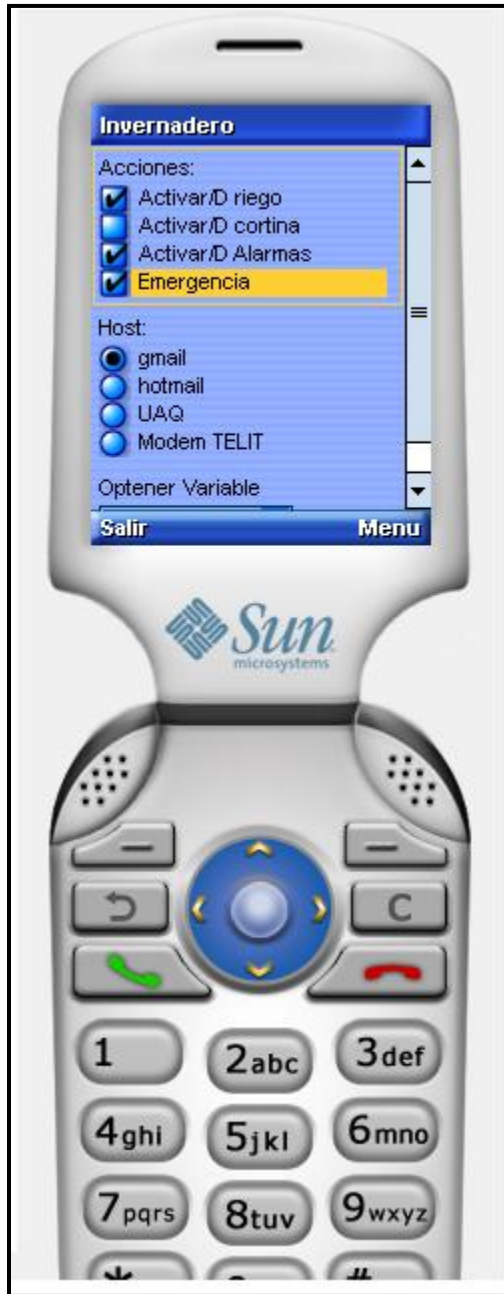 Invernadero
Acciones:
Activar/D riego
Activar/D cortina
Activar/D Alarmas
Emergencia
Host:
gmail
hotmail
UAQ
Modem TELIT
Optener Variable
Salir Menu
Sun
microsystems
C
1 2abc 3def
4ghi 5jkl 6mno
7pqrs 8tuv 9wxyz
* #